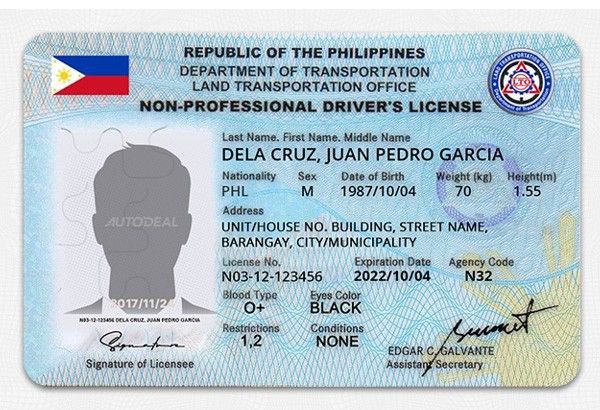 REPUBLIC OF THE PHILIPPINES
DEPARTMENT OF TRANSPORTATION
LAND TRANSPORTATION OFFICE
NON-PROFESSIONAL DRIVER'S LICENSE
Last Name. First Name. Middle Name
DELA CRUZ, JUAN PEDRO GARCIA
Nationality Sex Date of Birth Weight (kg) Height(m)
PHL M 1987/10/04 70 1.55
Address
UNIT/HOUSE NO. BUILDING, STREET NAME,
BARANGAY, CITY/MUNICIPALITY
License No. Expiration Date Agency Code
N03-12-123456 2022/10/04 N32
Blood Type Eyes Color
O+ BLACK
Restrictions Conditions
1,2 NONE
AUTODEAL
2017/11/24
N03-12-123456 DELA CRUZ, JUAN PEDRO GARCIA
Signature
Signature of Licensee
EDGAR C. GALVANTE
Assistant Secretary